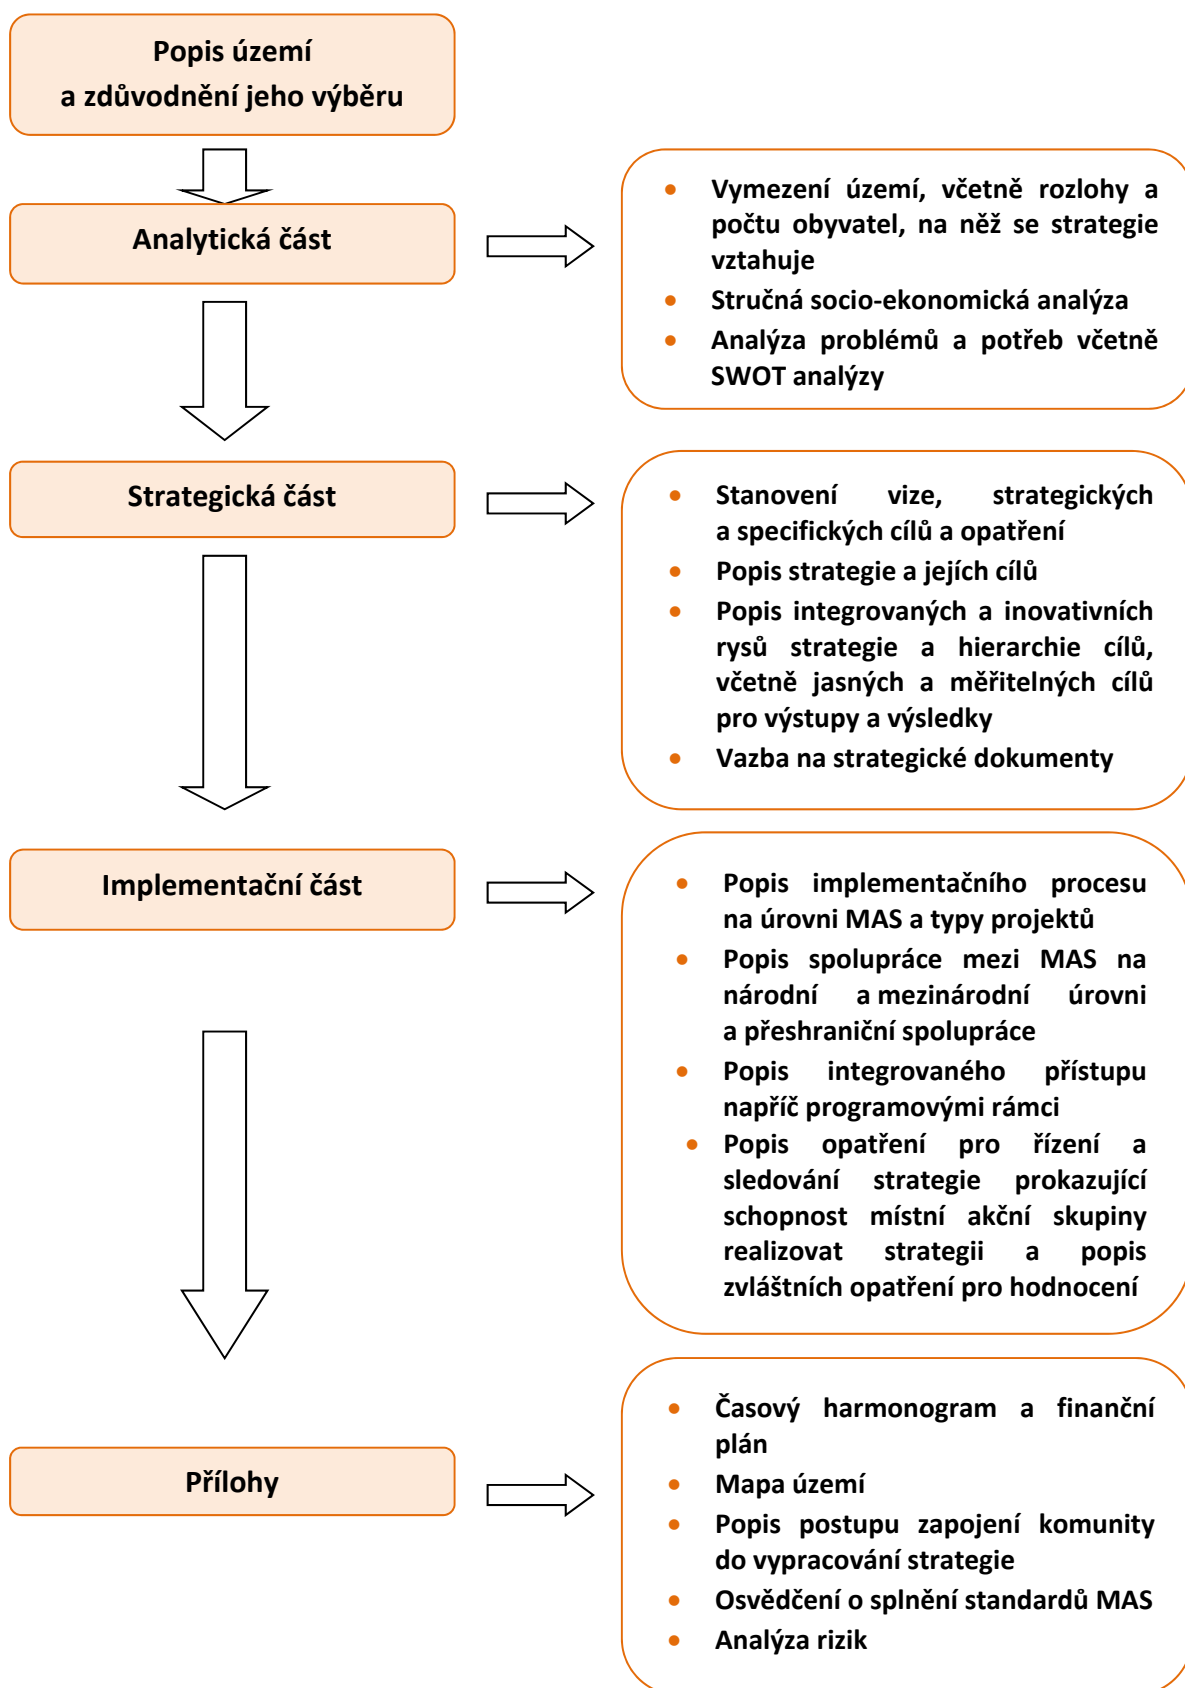 Popis území
a zdůvodnění jeho výběru
Analytická část
• Vymezení území, včetně rozlohy a
počtu obyvatel, na něž se strategie
vztahuje
• Stručná socio-ekonomická analýza
• Analýza problémů a potřeb včetně
SWOT analýzy
Strategická část
• Stanovení vize, strategických
a specifických cílů a opatření
• Popis strategie a jejích cílů
• Popis integrovaných a inovativních
rysů strategie a hierarchie cílů,
včetně jasných a měřitelných cílů
pro výstupy a výsledky
• Vazba na strategické dokumenty
Implementační část
• Popis implementačního procesu
na úrovni MAS a typy projektů
• Popis spolupráce mezi MAS na
národní a mezinárodní úrovni
a přeshraniční spolupráce
• Popis integrovaného přístupu
napříč programovými rámci
• Popis opatření pro řízení a
sledování strategie prokazující
schopnost místní akční skupiny
realizovat strategii a popis
zvláštních opatření pro hodnocení
Přílohy
• Časový harmonogram a finanční
plán
• Mapa území
• Popis postupu zapojení komunity
do vypracování strategie
• Osvědčení o splnění standardů MAS
• Analýza rizik